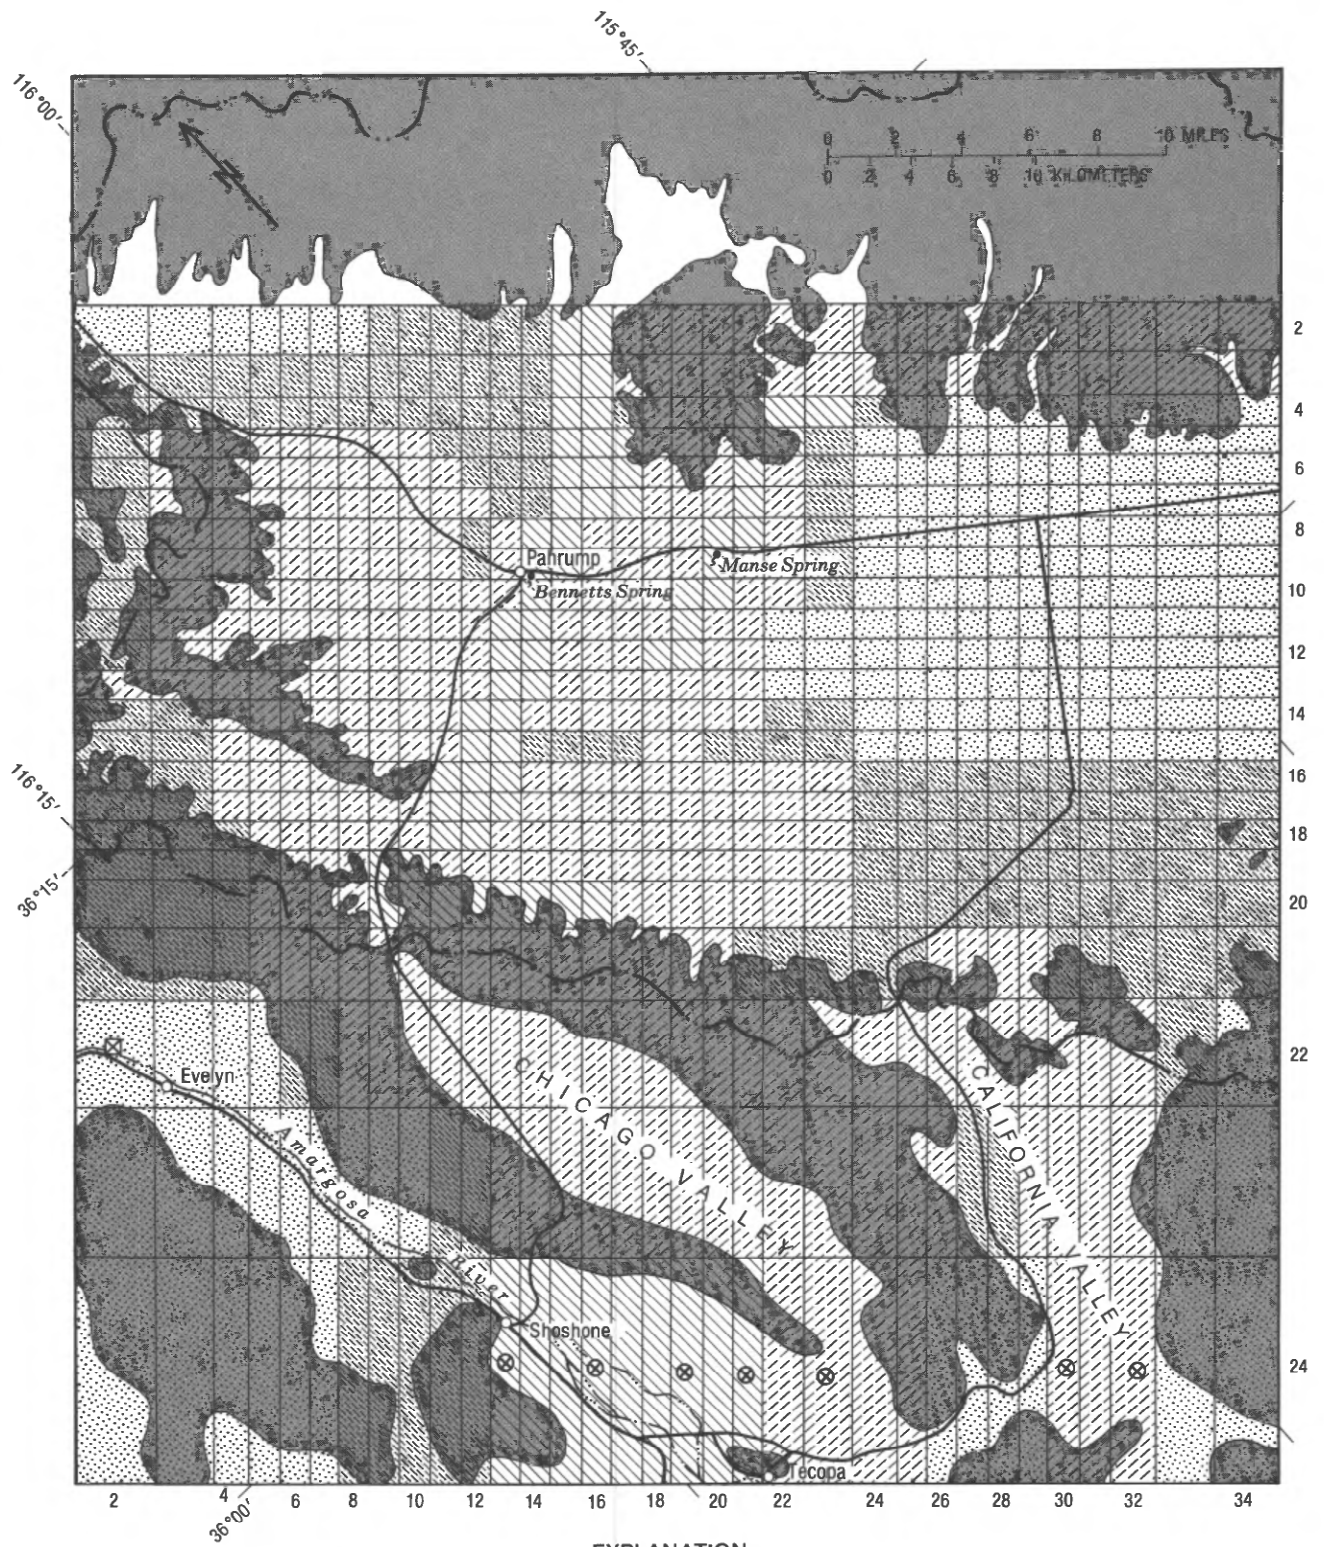 115°45′
116°00′
N
0 2 4 6 8 10 MILES
0 2 4 6 8 10 KILOMETERS
2
4
6
Pahrump
8
Manse Spring
Bennetts Spring
10
12
14
116°15′
16
18
36°15′
20
22
Evelyn
CHICAGO VALLEY
CALIFORNIA VALLEY
Amargosa River
Shoshone
24
Tecopa
2 4 6 8 10 12 14 16 18 20 22 24 26 28 30 32 34
36°00′
EXPLANATION